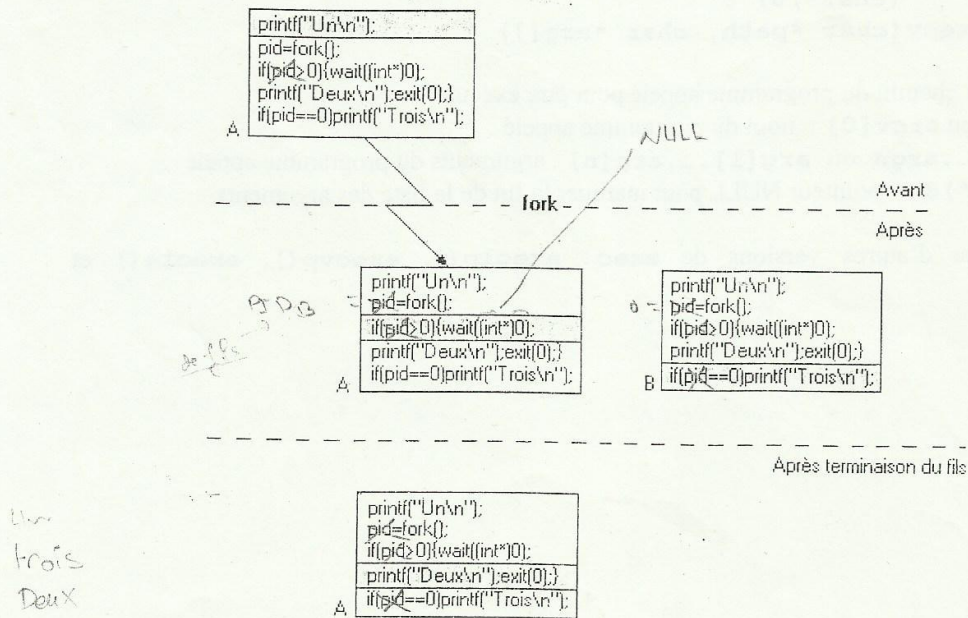 printf("Un\n");
pid=fork();
if(pid>0){wait((int*)0);
printf("Deux\n");exit(0);}
if(pid==0)printf("Trois\n");
A
NULL
Avant
fork
Après
printf("Un\n");
pid=fork();
if(pid>0){wait((int*)0);
printf("Deux\n");exit(0);}
if(pid==0)printf("Trois\n");
A
de fils
0 =
printf("Un\n");
pid=fork();
if(pid>0){wait((int*)0);
printf("Deux\n");exit(0);}
if(pid==0)printf("Trois\n");
B
Après terminaison du fils
printf("Un\n");
pid=fork();
if(pid>0){wait((int*)0);
printf("Deux\n");exit(0);}
if(pid==0)printf("Trois\n");
A
Un
trois
Deux